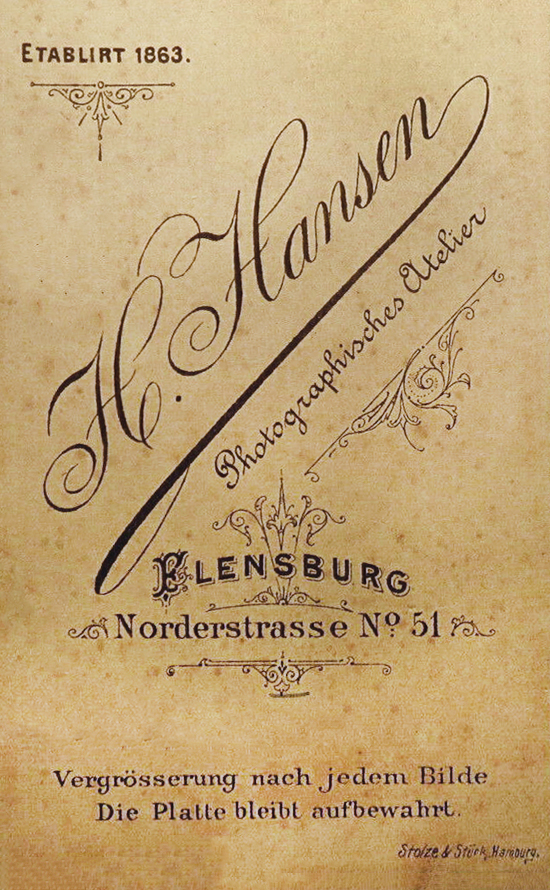 ETABLIRT 1863.
H. Hansen
Photographisches Atelier
FLENSBURG
Norderstrasse No. 51
Vergrösserung nach jedem Bilde
Die Platte bleibt aufbewahrt.
Stolze & Stück, Hamburg.